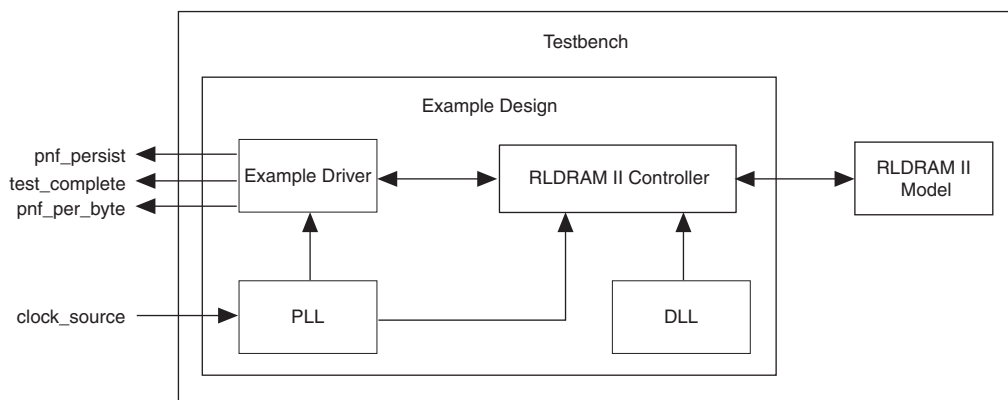 Testbench
Example Design
pnf_persist
test_complete
pnf_per_byte
Example Driver
RLDRAM II Controller
RLDRAM II
Model
clock_source
PLL
DLL